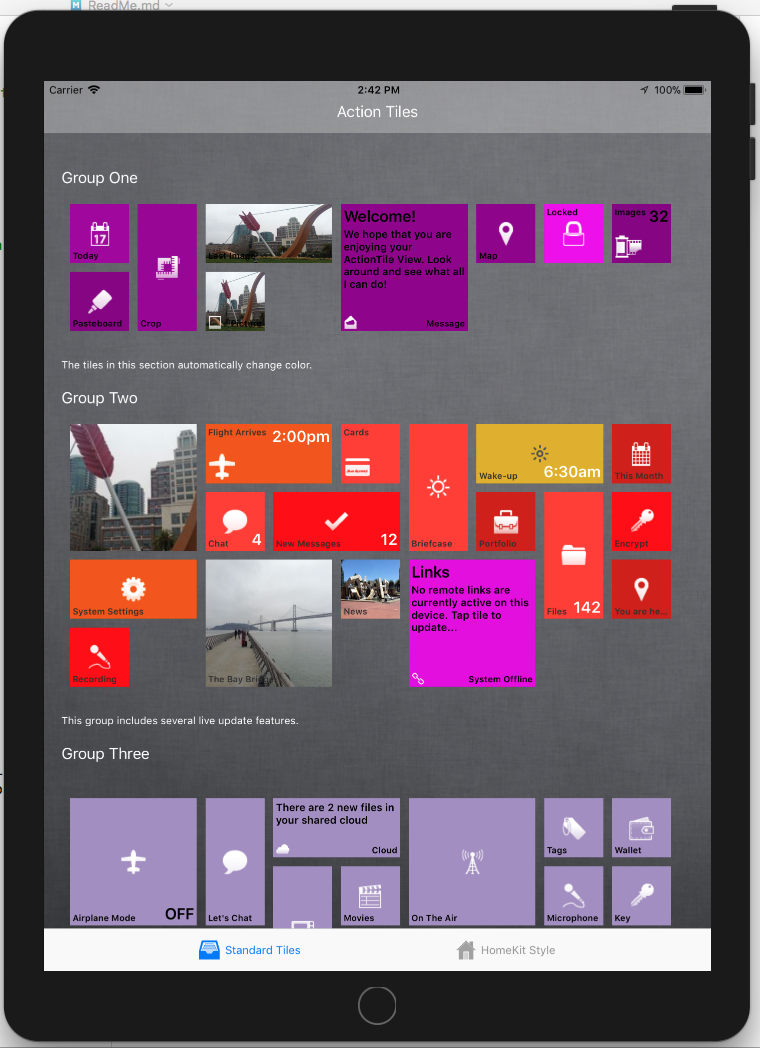 ReadMe.md
Carrier
2:42 PM
100%
Action Tiles
Group One
17
Today
Pasteboard
Crop
Last Image
Picture
Welcome!
We hope that you are
enjoying your
ActionTile View. Look
around and see what all
I can do!
Message
Map
Locked
Images 32
The tiles in this section automatically change color.
Group Two
Flight Arrives 2:00pm
Cards
Briefcase
Wake-up 6:30am
This Month
Chat 4
New Messages 12
Portfolio
Files 142
Encrypt
System Settings
The Bay Bridge
News
Links
No remote links are
currently active on this
device. Tap tile to
update...
System Offline
You are he...
Recording
This group includes several live update features.
Group Three
Airplane Mode OFF
Let's Chat
There are 2 new files in
your shared cloud
Cloud
Movies
On The Air
Tags
Wallet
Microphone
Key
Standard Tiles
HomeKit Style